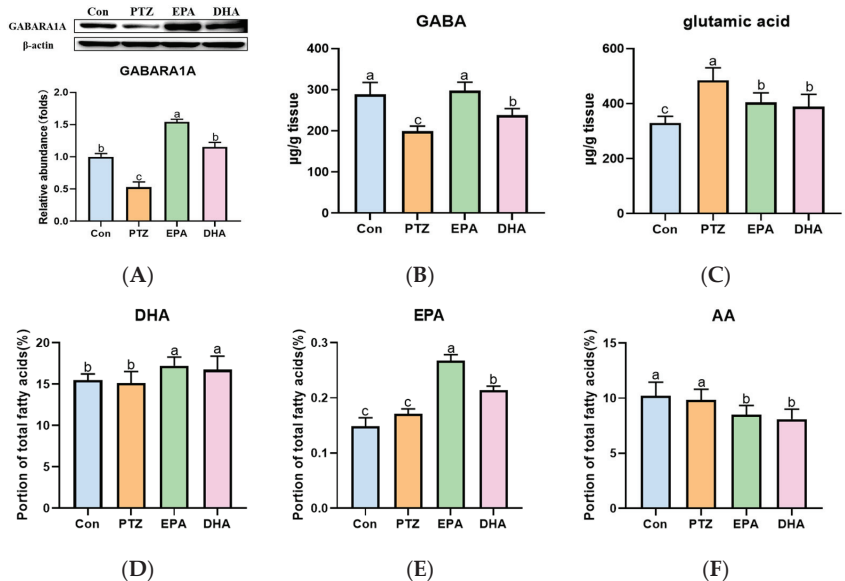 Con PTZ EPA DHA
GABARA1A
β-actin
GABARA1A
Relative abundance(folds)
2.0
1.5
1.0
0.5
0.0
b
c
a
b
Con PTZ EPA DHA
(A)
GABA
μg/g tissue
400
300
200
100
0
a
c
a
b
Con PTZ EPA DHA
(B)
glutamic acid
μg/g tissue
600
400
200
0
c
a
b
b
Con PTZ EPA DHA
(C)
DHA
Portion of total fatty acids(%)
20
15
10
5
0
b
b
a
a
Con PTZ EPA DHA
(D)
EPA
Portion of total fatty acids(%)
0.3
0.2
0.1
0.0
c
c
a
b
Con PTZ EPA DHA
(E)
AA
Portion of total fatty acids(%)
15
10
5
0
a
a
b
b
Con PTZ EPA DHA
(F)